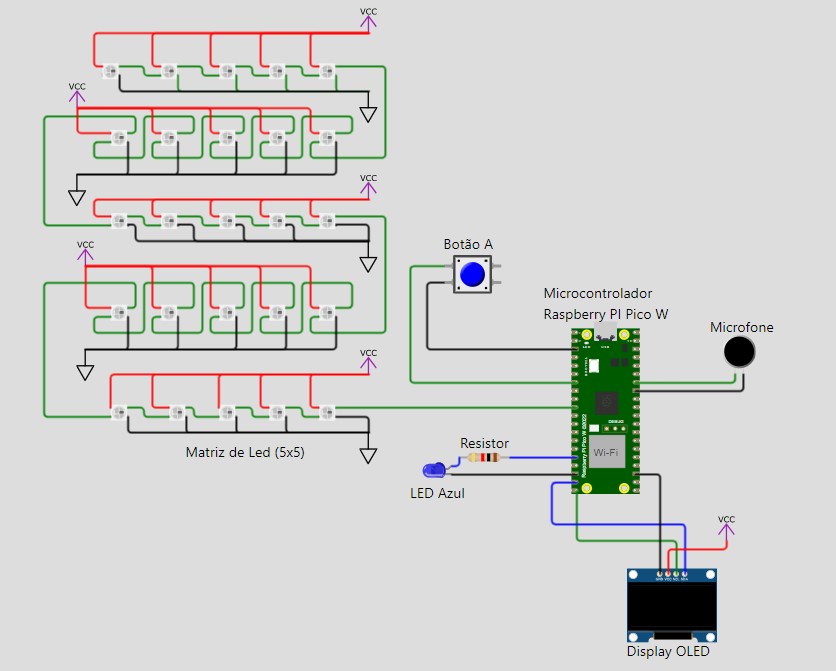 VCC
VCC
VCC
VCC
VCC
Matriz de Led (5x5)
Botão A
Microcontrolador
Raspberry PI Pico W
Microfone
DEBUG
Raspberry Pi Pico W ©2022
Wi-Fi
Resistor
LED Azul
VCC
GND VCC SCL SDA
Display OLED